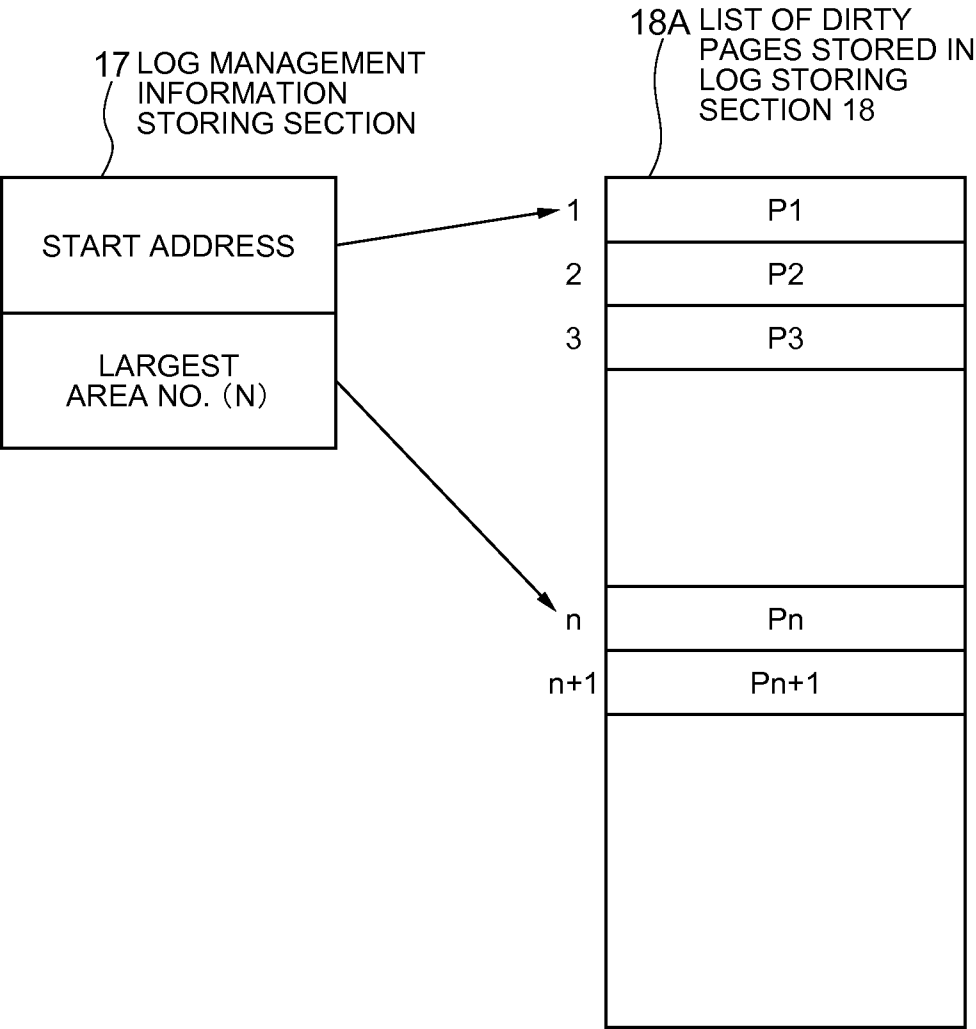 17 LOG MANAGEMENT
INFORMATION
STORING SECTION
18A LIST OF DIRTY
PAGES STORED IN
LOG STORING
SECTION 18
START ADDRESS
LARGEST
AREA NO. (N)
1 P1
2 P2
3 P3
n Pn
n+1 Pn+1